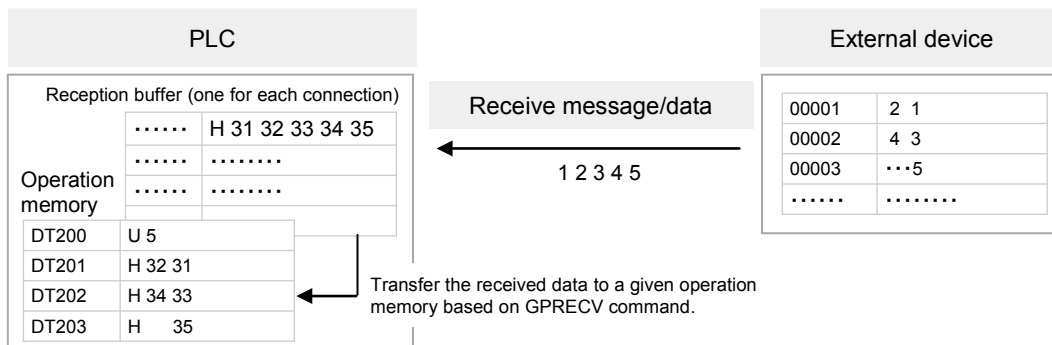 PLC
External device
Reception buffer (one for each connection)
······ H 31 32 33 34 35
······ ········
······ ········
Operation
memory
DT200 U 5
DT201 H 32 31
DT202 H 34 33
DT203 H 35
Receive message/data
1 2 3 4 5
Transfer the received data to a given operation
memory based on GPRECV command.
00001 2 1
00002 4 3
00003 ···5
······ ········